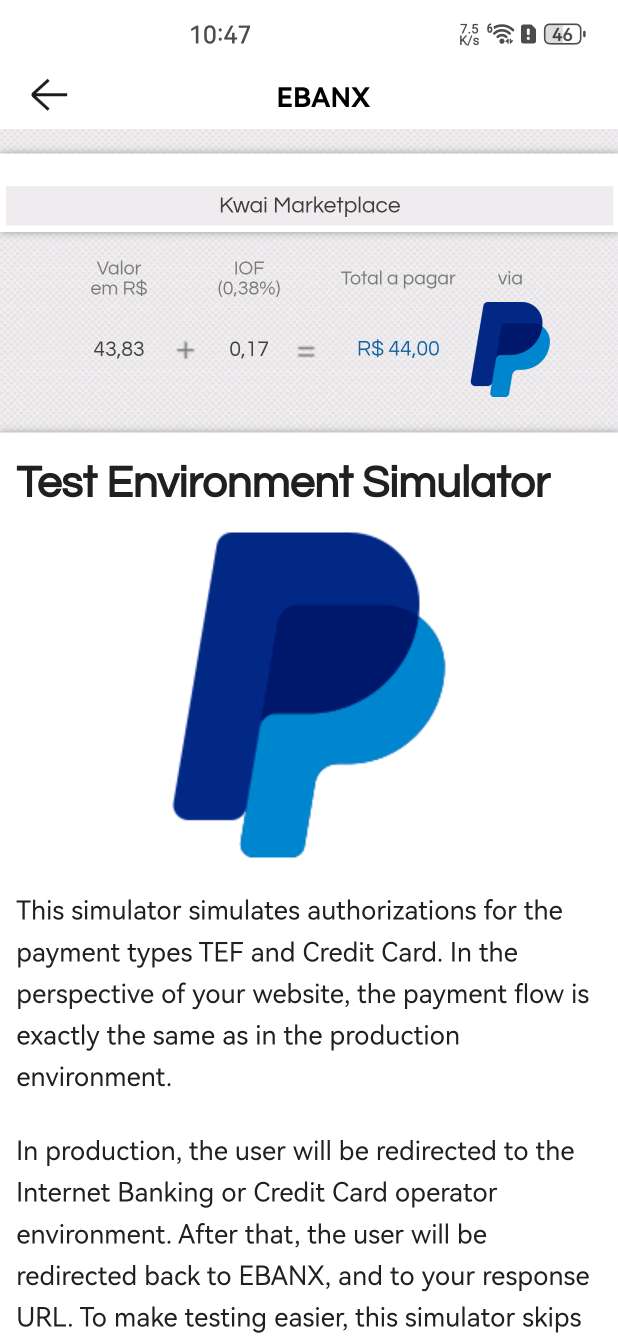 10:47
7.5
K/s
6
46
EBANX
Kwai Marketplace
Valor
em R$
IOF
(0,38%)
Total a pagar
via
43,83 + 0,17 = R$ 44,00
Test Environment Simulator
This simulator simulates authorizations for the
payment types TEF and Credit Card. In the
perspective of your website, the payment flow is
exactly the same as in the production
environment.
In production, the user will be redirected to the
Internet Banking or Credit Card operator
environment. After that, the user will be
redirected back to EBANX, and to your response
URL. To make testing easier, this simulator skips